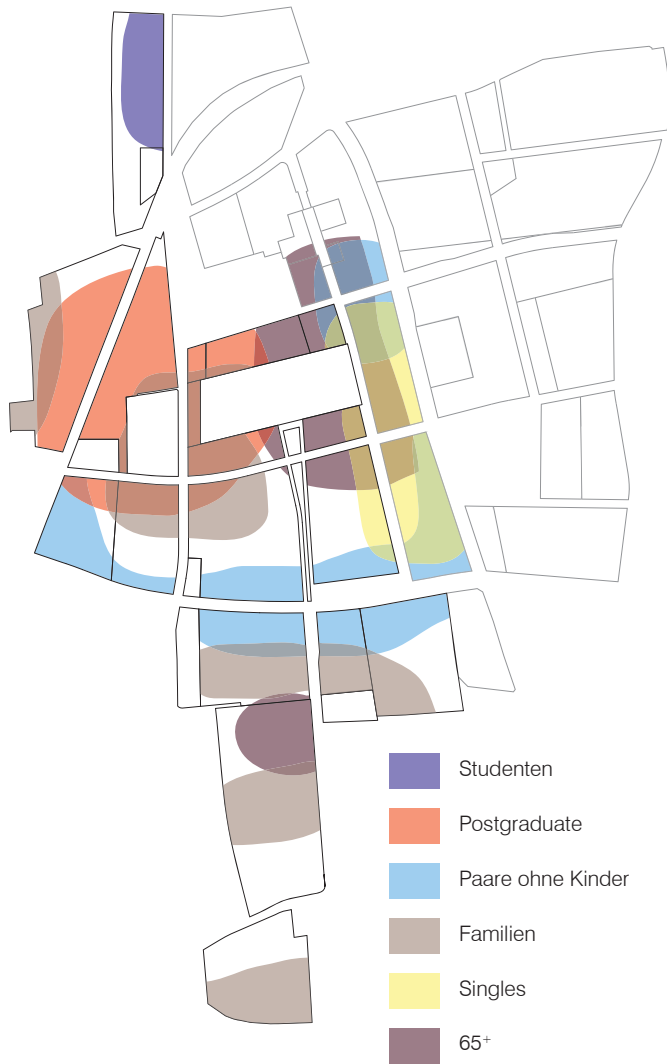 Studenten
Postgraduate
Paare ohne Kinder
Familien
Singles
65+